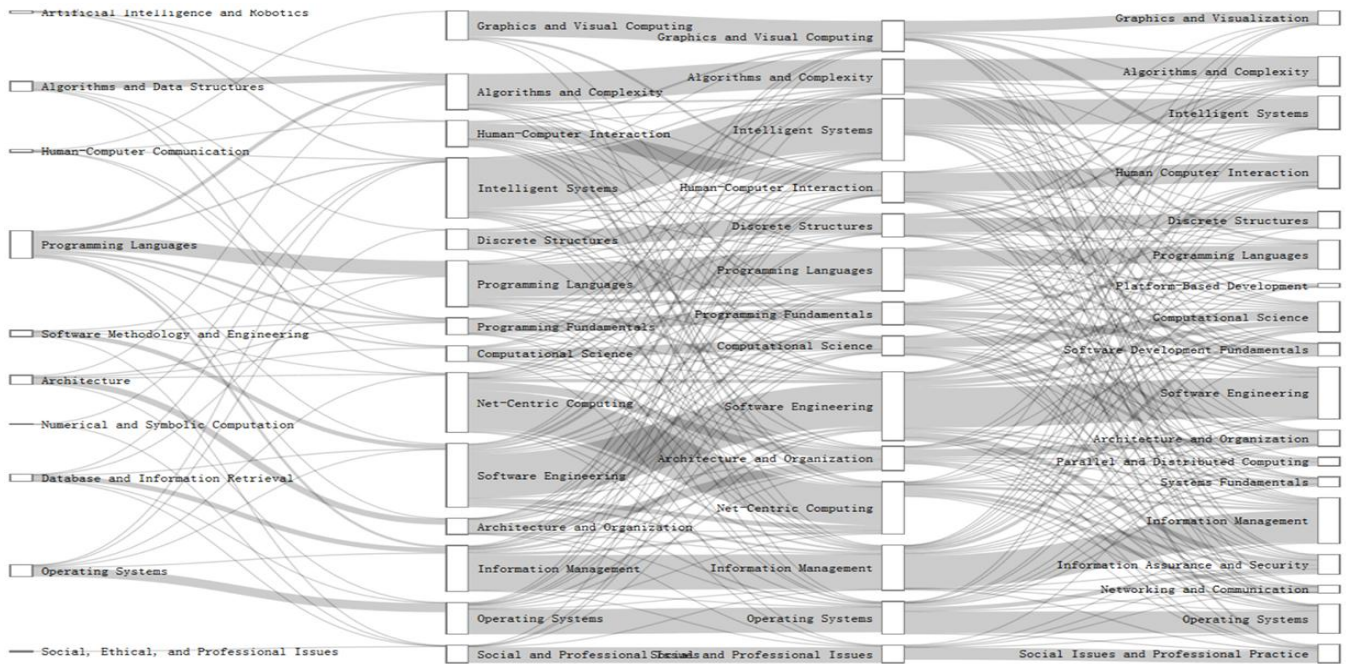 Artificial Intelligence and Robotics
Algorithms and Data Structures
Human-Computer Communication
Programming Languages
Software Methodology and Engineering
Architecture
Numerical and Symbolic Computation
Database and Information Retrieval
Operating Systems
Social, Ethical, and Professional Issues
Graphics and Visual Computing
Algorithms and Complexity
Human-Computer Interaction
Intelligent Systems
Discrete Structures
Programming Languages
Programming Fundamentals
Computational Science
Net-Centric Computing
Software Engineering
Architecture and Organization
Information Management
Operating Systems
Social and Professional Issues
Graphics and Visual Computing
Algorithms and Complexity
Intelligent Systems
Human-Computer Interaction
Discrete Structures
Programming Languages
Programming Fundamentals
Computational Science
Software Engineering
Architecture and Organization
Net-Centric Computing
Information Management
Operating Systems
Social and Professional Issues
Graphics and Visualization
Algorithms and Complexity
Intelligent Systems
Human Computer Interaction
Discrete Structures
Programming Languages
Platform-Based Development
Computational Science
Software Development Fundamentals
Software Engineering
Architecture and Organization
Parallel and Distributed Computing
Systems Fundamentals
Information Management
Information Assurance and Security
Networking and Communication
Operating Systems
Social Issues and Professional Practice